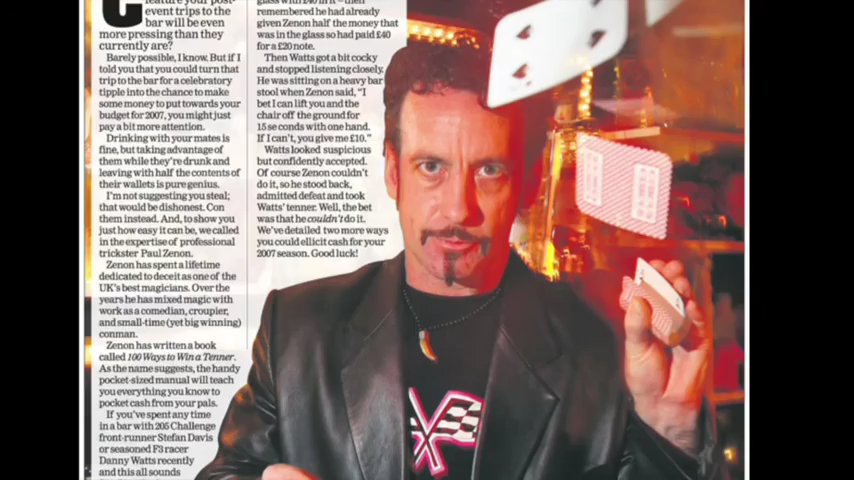 feature your post-
event trips to the
bar will be even
more pressing than they
currently are?
Barely possible, I know. But if I
told you that you could turn that
trip to the bar for a celebratory
tipple into the chance to make
some money to put towards your
budget for 2007, you might just
pay a bit more attention.
Drinking with your mates is
fine, but taking advantage of
them while they're drunk and
leaving with half the contents of
their wallets is pure genius.
I'm not suggesting you steal;
that would be dishonest. Con
them instead. And, to show you
just how easy it can be, we called
in the expertise of professional
trickster Paul Zenon.
Zenon has spent a lifetime
dedicated to deceit as one of the
UK's best magicians. Over the
years he has mixed magic with
work as a comedian, croupier,
and small-time (yet big winning)
conman.
Zenon has written a book
called 100 Ways to Win a Tenner.
As the name suggests, the handy
pocket-sized manual will teach
you everything you know to
pocket cash from your pals.
If you've spent any time
in a bar with 205 Challenge
front-runner Stefan Davis
or seasoned F3 racer
Danny Watts recently
and this all sounds
glass with £40 in it – then
remembered he had already
given Zenon half the money that
was in the glass so had paid £40
for a £20 note.
Then Watts got a bit cocky
and stopped listening closely.
He was sitting on a heavy bar
stool when Zenon said, "I
bet I can lift you and the
chair off the ground for
15 se conds with one hand.
If I can't, you give me £10."
Watts looked suspicious
but confidently accepted.
Of course Zenon couldn't
do it, so he stood back,
admitted defeat and took
Watts' tenner. Well, the bet
was that he couldn't do it.
We've detailed two more ways
you could ellicit cash for your
2007 season. Good luck!